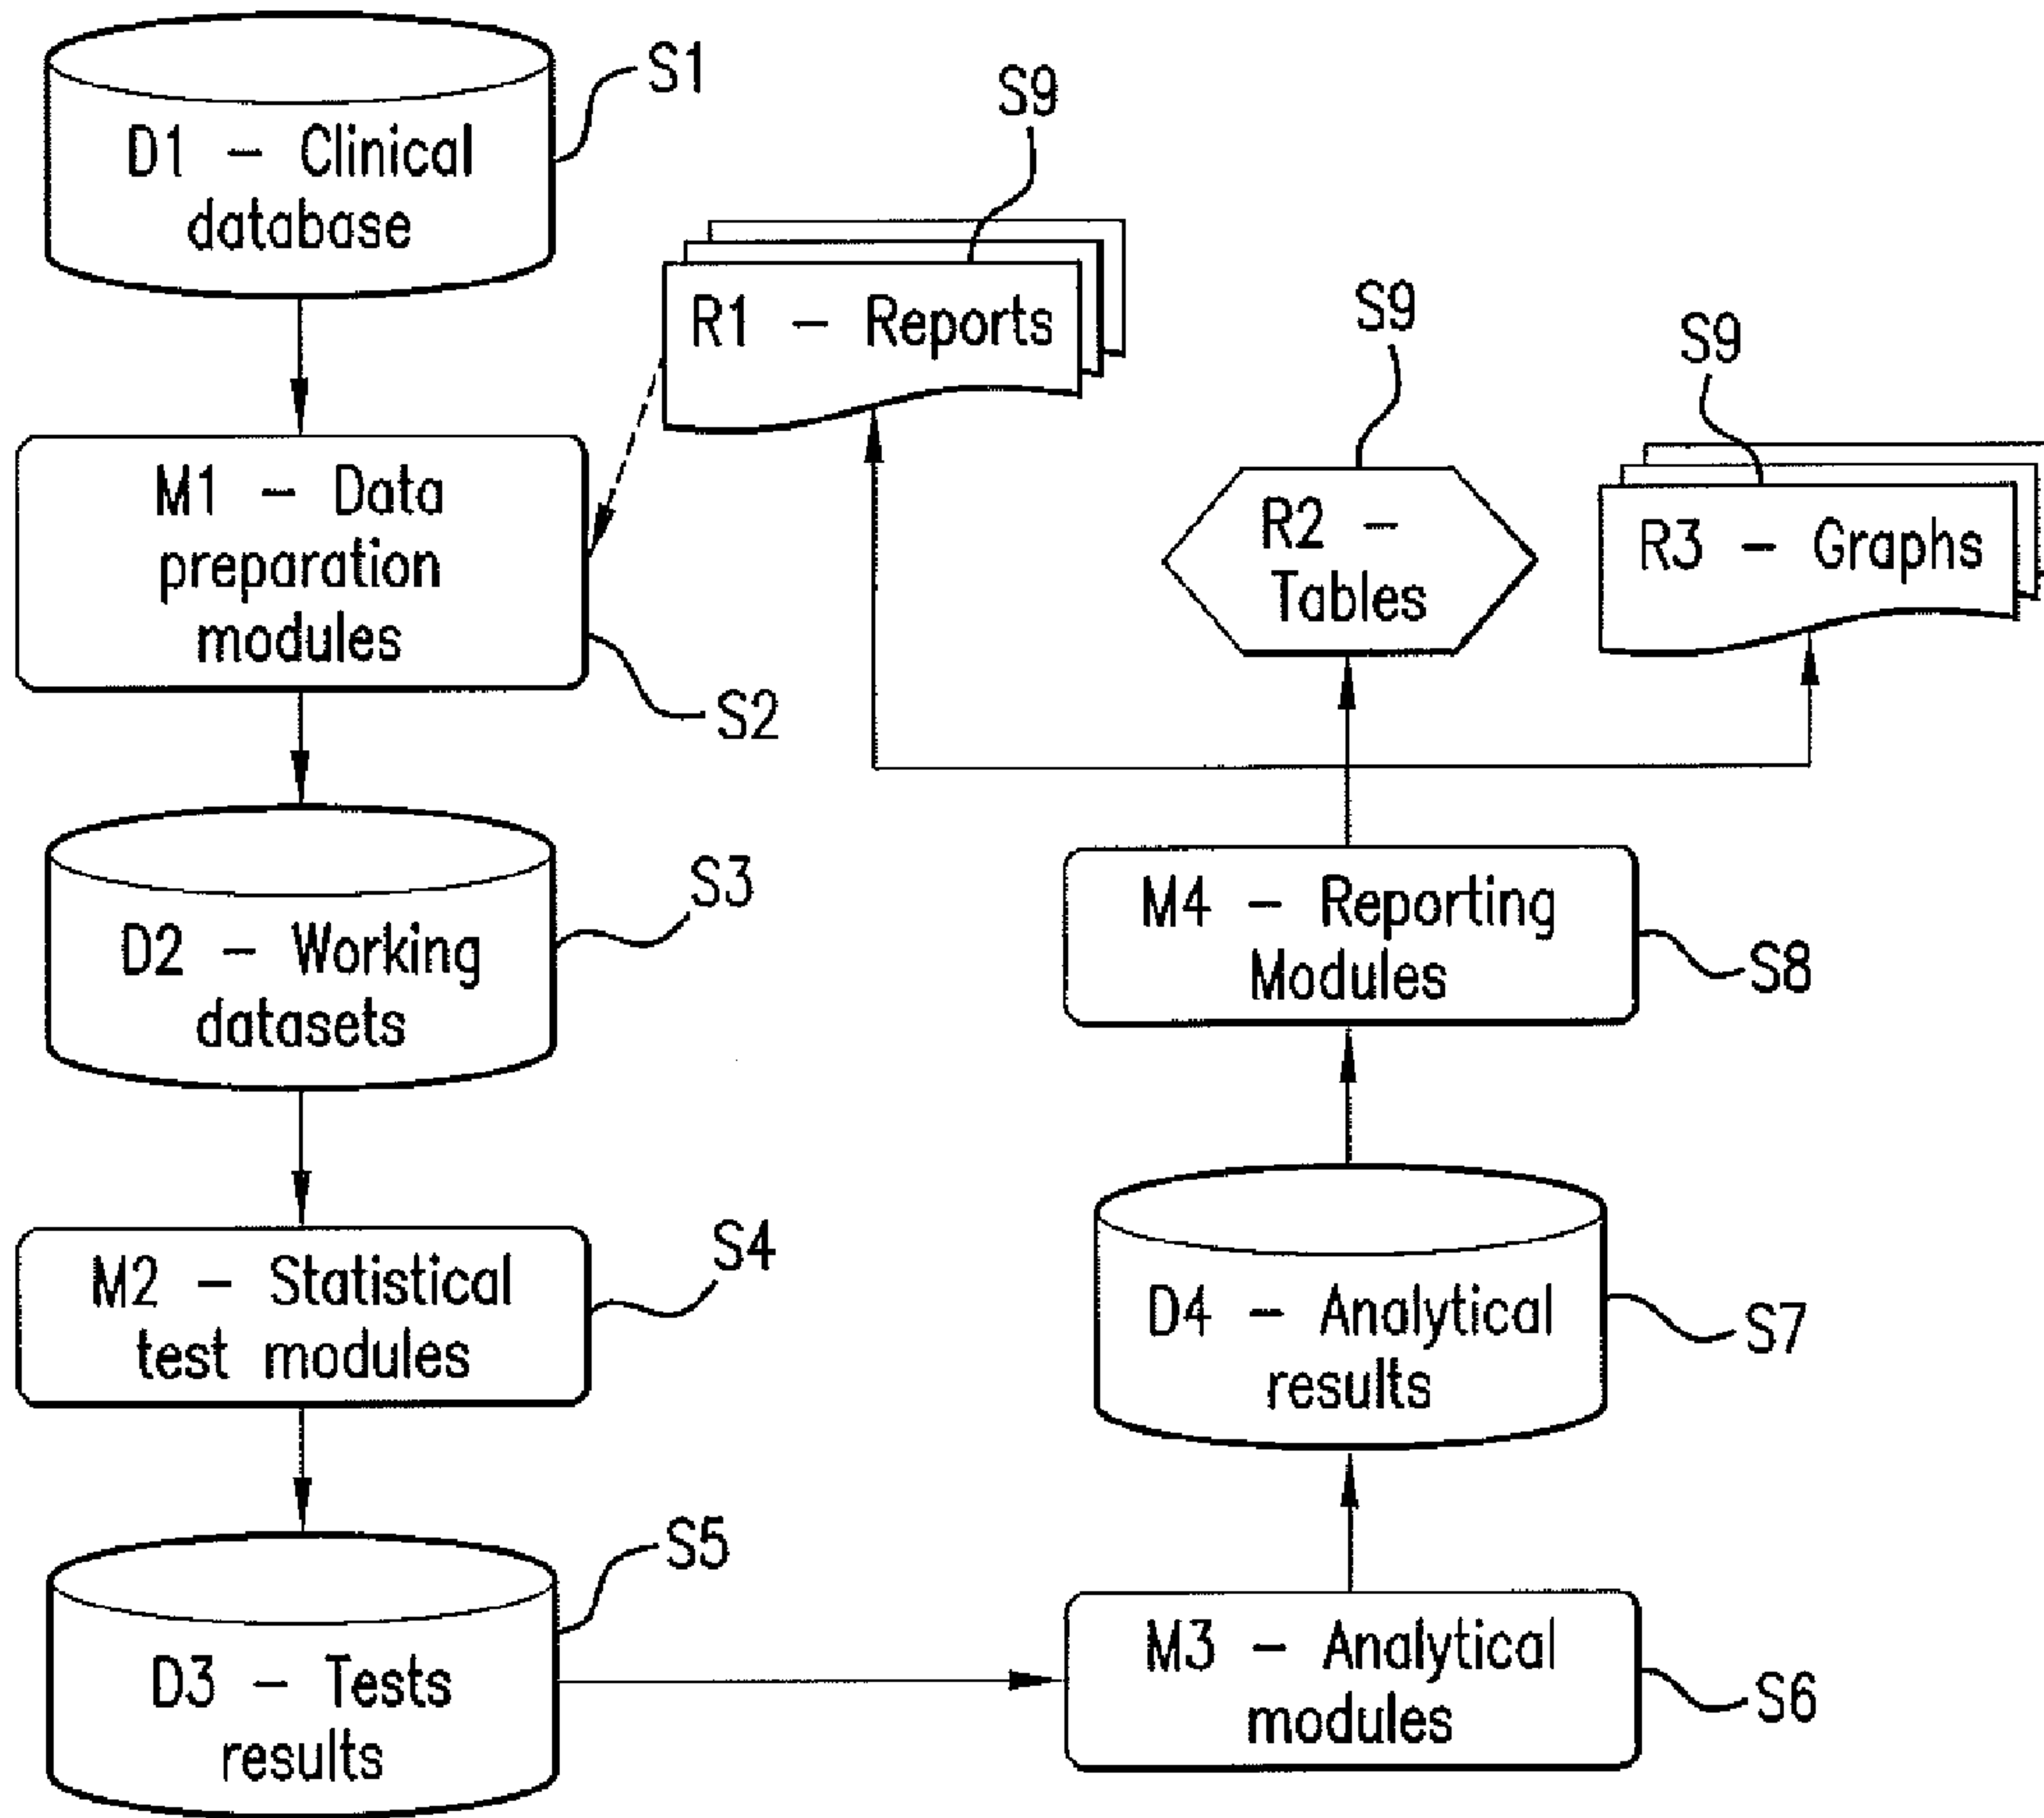 D1 – Clinical
database
S1
M1 – Data
preparation
modules
S2
D2 – Working
datasets
S3
M2 – Statistical
test modules
S4
D3 – Tests
results
S5
M3 – Analytical
modules
S6
D4 – Analytical
results
S7
M4 – Reporting
Modules
S8
R1 – Reports
S9
R2 –
Tables
S9
R3 – Graphs
S9